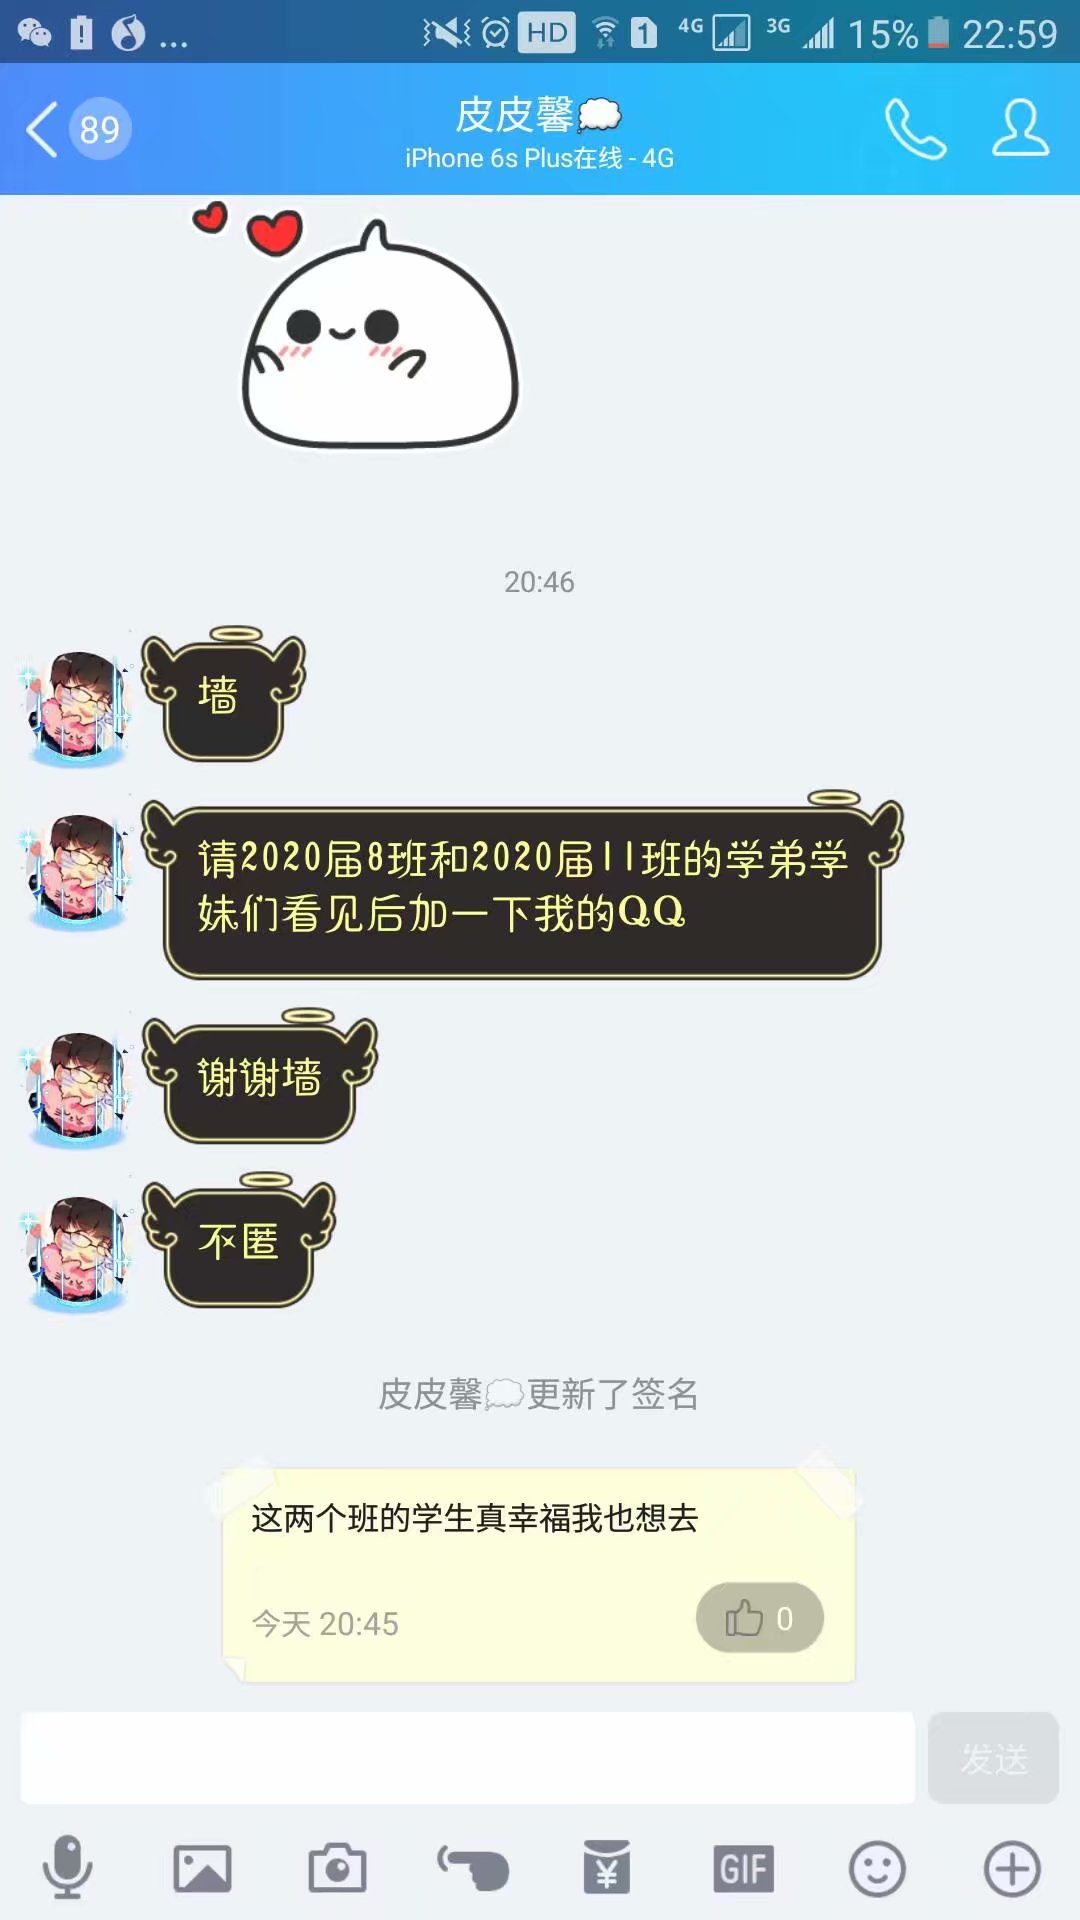 ... HD 1 4G 3G 15% 22:59
89
皮皮馨
iPhone 6s Plus在线 - 4G
20:46
墙
请2020届8班和2020届11班的学弟学
妹们看见后加一下我的QQ
谢谢墙
不匿
皮皮馨💭更新了签名
这两个班的学生真幸福我也想去
今天 20:45
0
发送
¥
GIF